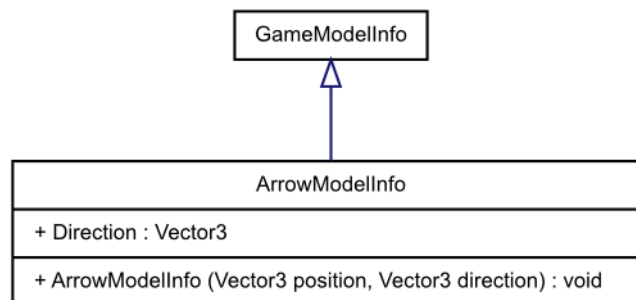 GameModelInfo
ArrowModelInfo
+ Direction : Vector3
+ ArrowModelInfo (Vector3 position, Vector3 direction) : void